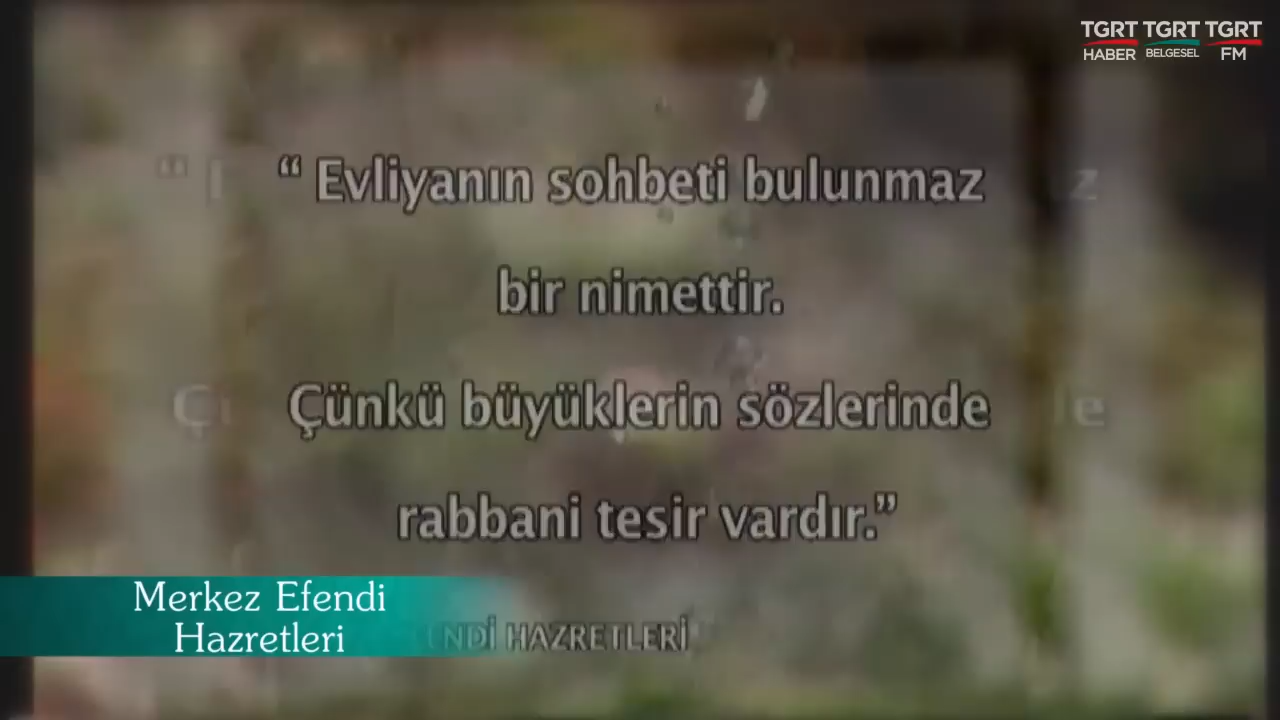 TGRT TGRT TGRT
HABER BELGESEL FM
“ Evliyanın sohbeti bulunmaz
bir nimettir.
Çünkü büyüklerin sözlerinde
rabbani tesir vardır.”
Merkez Efendi
Hazretleri
HAZRETLERİ